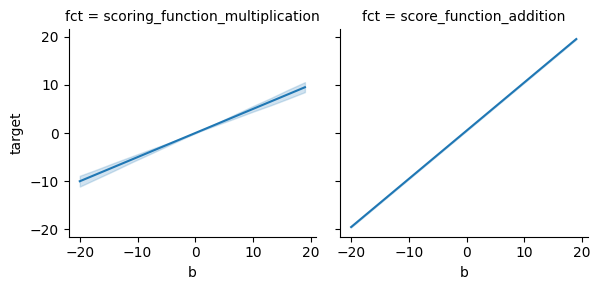 fct = scoring_function_multiplication
fct = score_function_addition
20
10
0
−10
−20
target
−20 −10 0 10 20
−20 −10 0 10 20
b
b